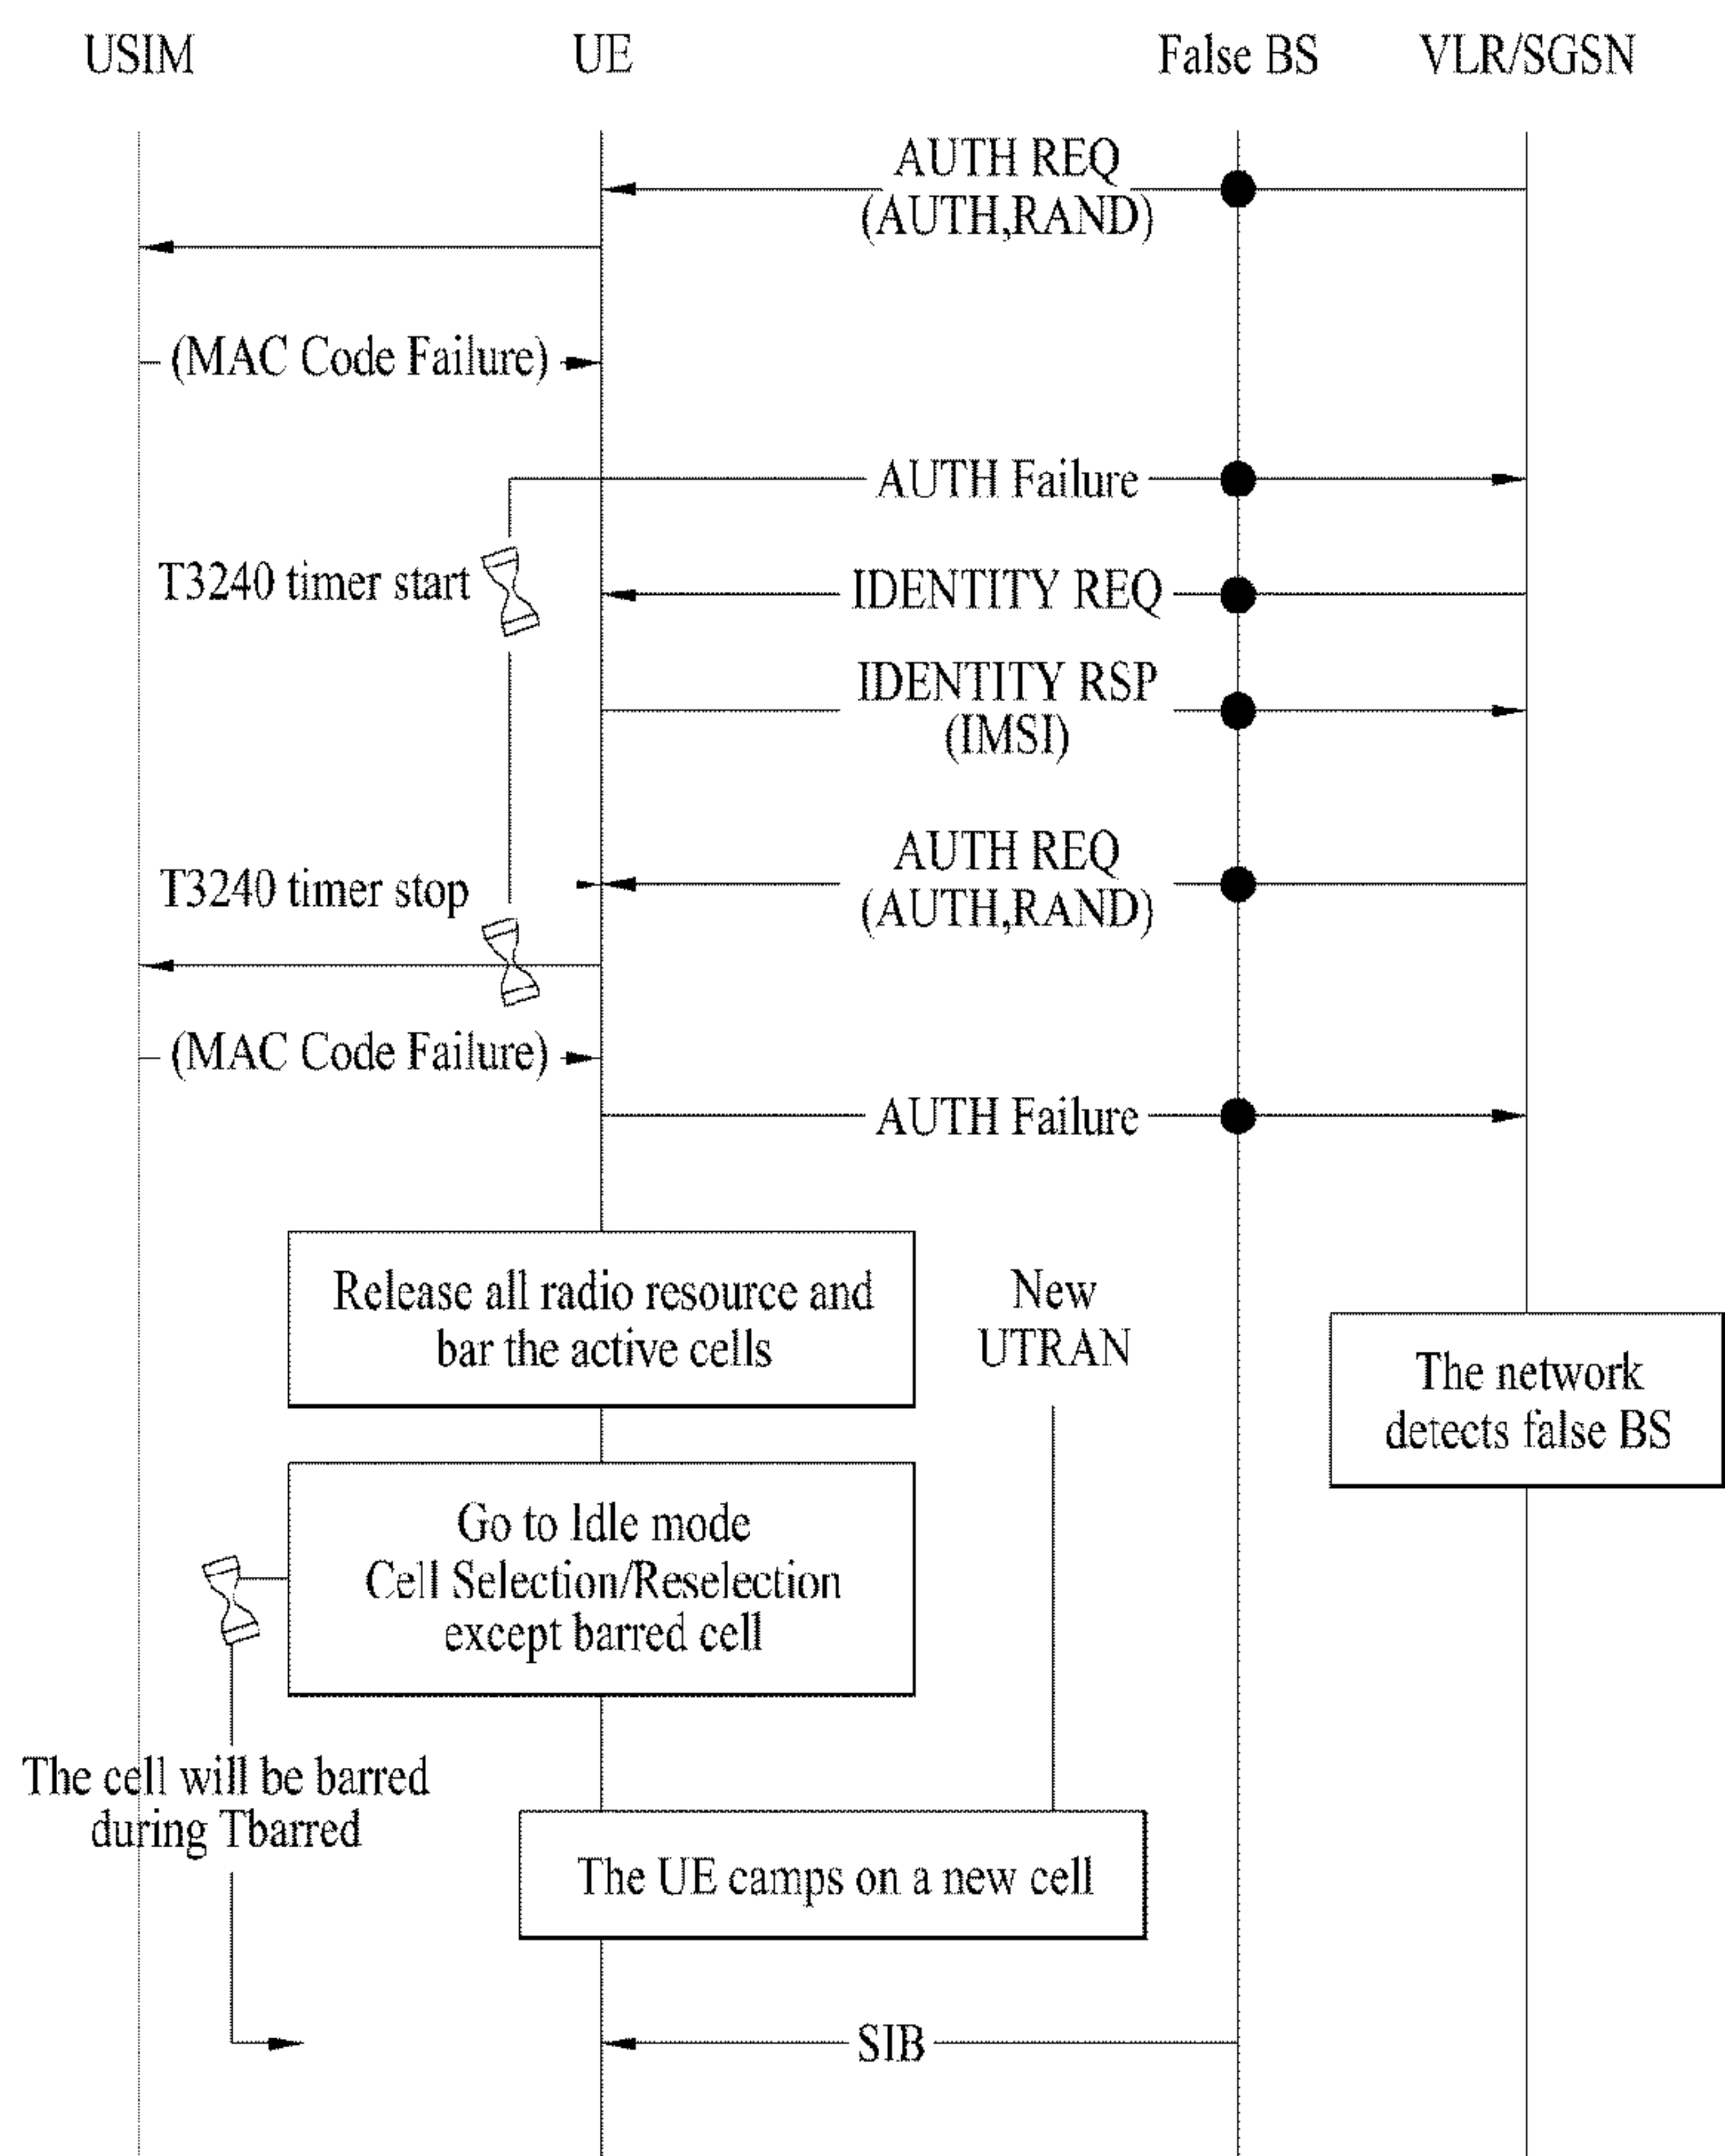 USIM
UE
False BS
VLR/SGSN
AUTH REQ
(AUTH,RAND)
(MAC Code Failure)
AUTH Failure
T3240 timer start
IDENTITY REQ
IDENTITY RSP
(IMSI)
AUTH REQ
(AUTH,RAND)
T3240 timer stop
(MAC Code Failure)
AUTH Failure
Release all radio resource and
bar the active cells
New
UTRAN
The network
detects false BS
Go to Idle mode
Cell Selection/Reselection
except barred cell
The cell will be barred
during Tbarred
The UE camps on a new cell
SIB